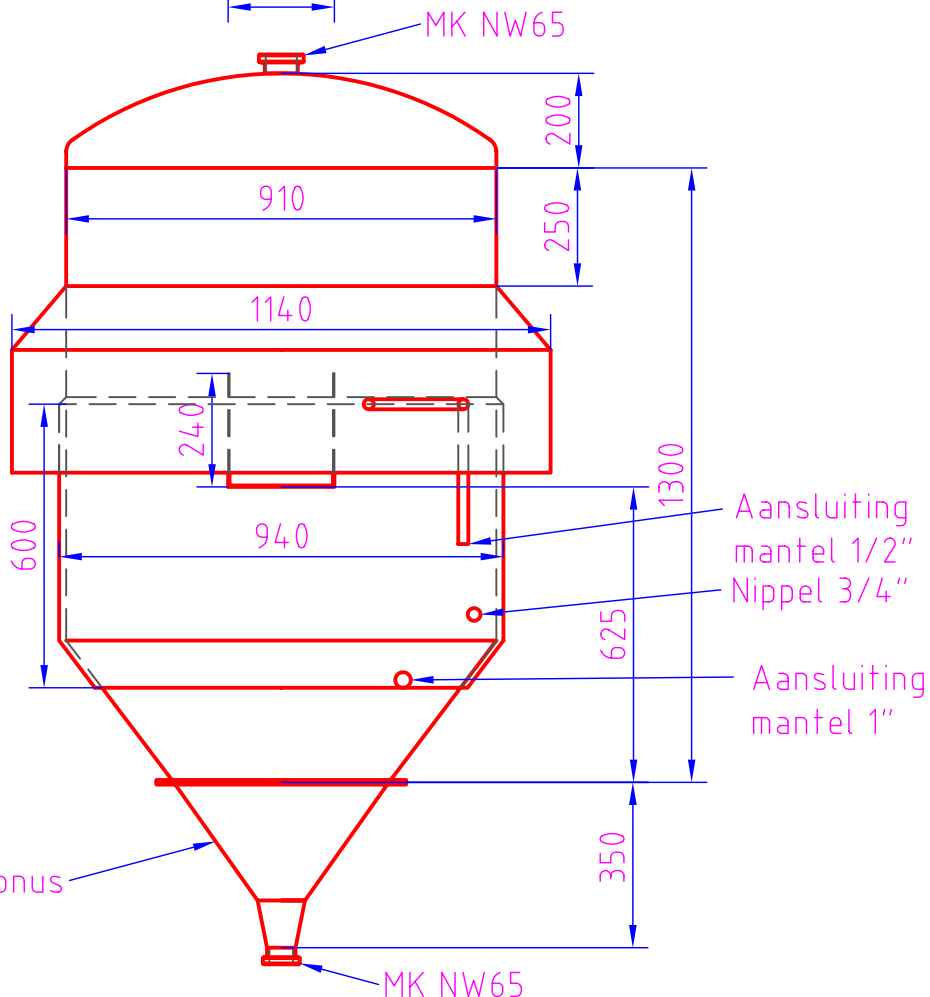 MK NW65
200
910
250
1140
240
1300
600
940
Aansluiting
mantel 1/2"
Nippel 3/4"
625
Aansluiting
mantel 1"
350
onus
MK NW65